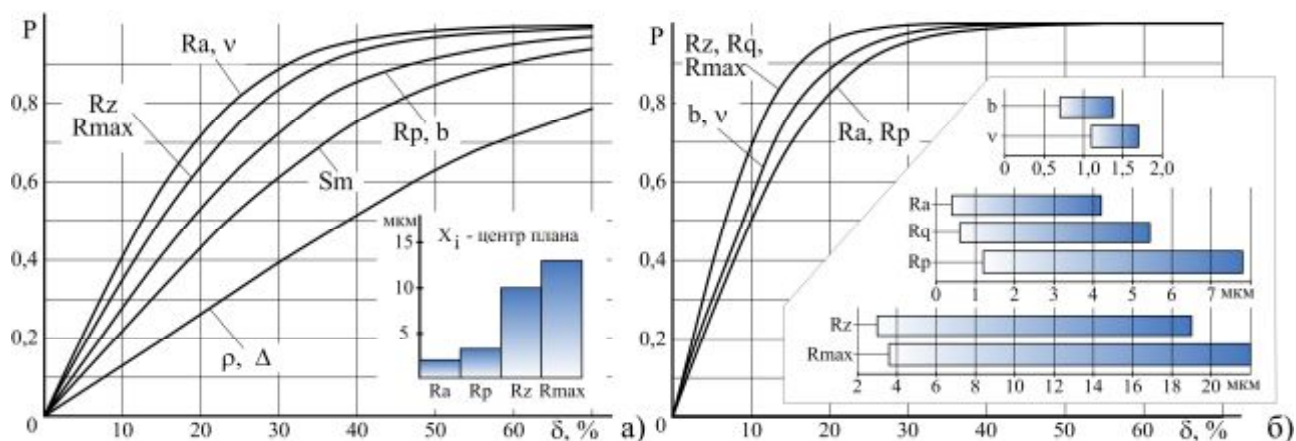 P
0,8
0,6
0,4
0,2
0
10
20
30
40
50
60
δ, %
а)
Ra, ν
Rz
Rmax
Rp, b
Sm
ρ, Δ
мкм
15
10
5
Xi - центр плана
Ra
Rp
Rz
Rmax
P
0,8
0,6
0,4
0,2
0
10
20
30
40
50
60
δ, %
б)
Rz, Rq,
Rmax
b, ν
Ra, Rp
b
ν
0
0,5
1,0
1,5
2,0
Ra
Rq
Rp
0
1
2
3
4
5
6
7
мкм
Rz
Rmax
2
4
6
8
10
12
14
16
20
мкм